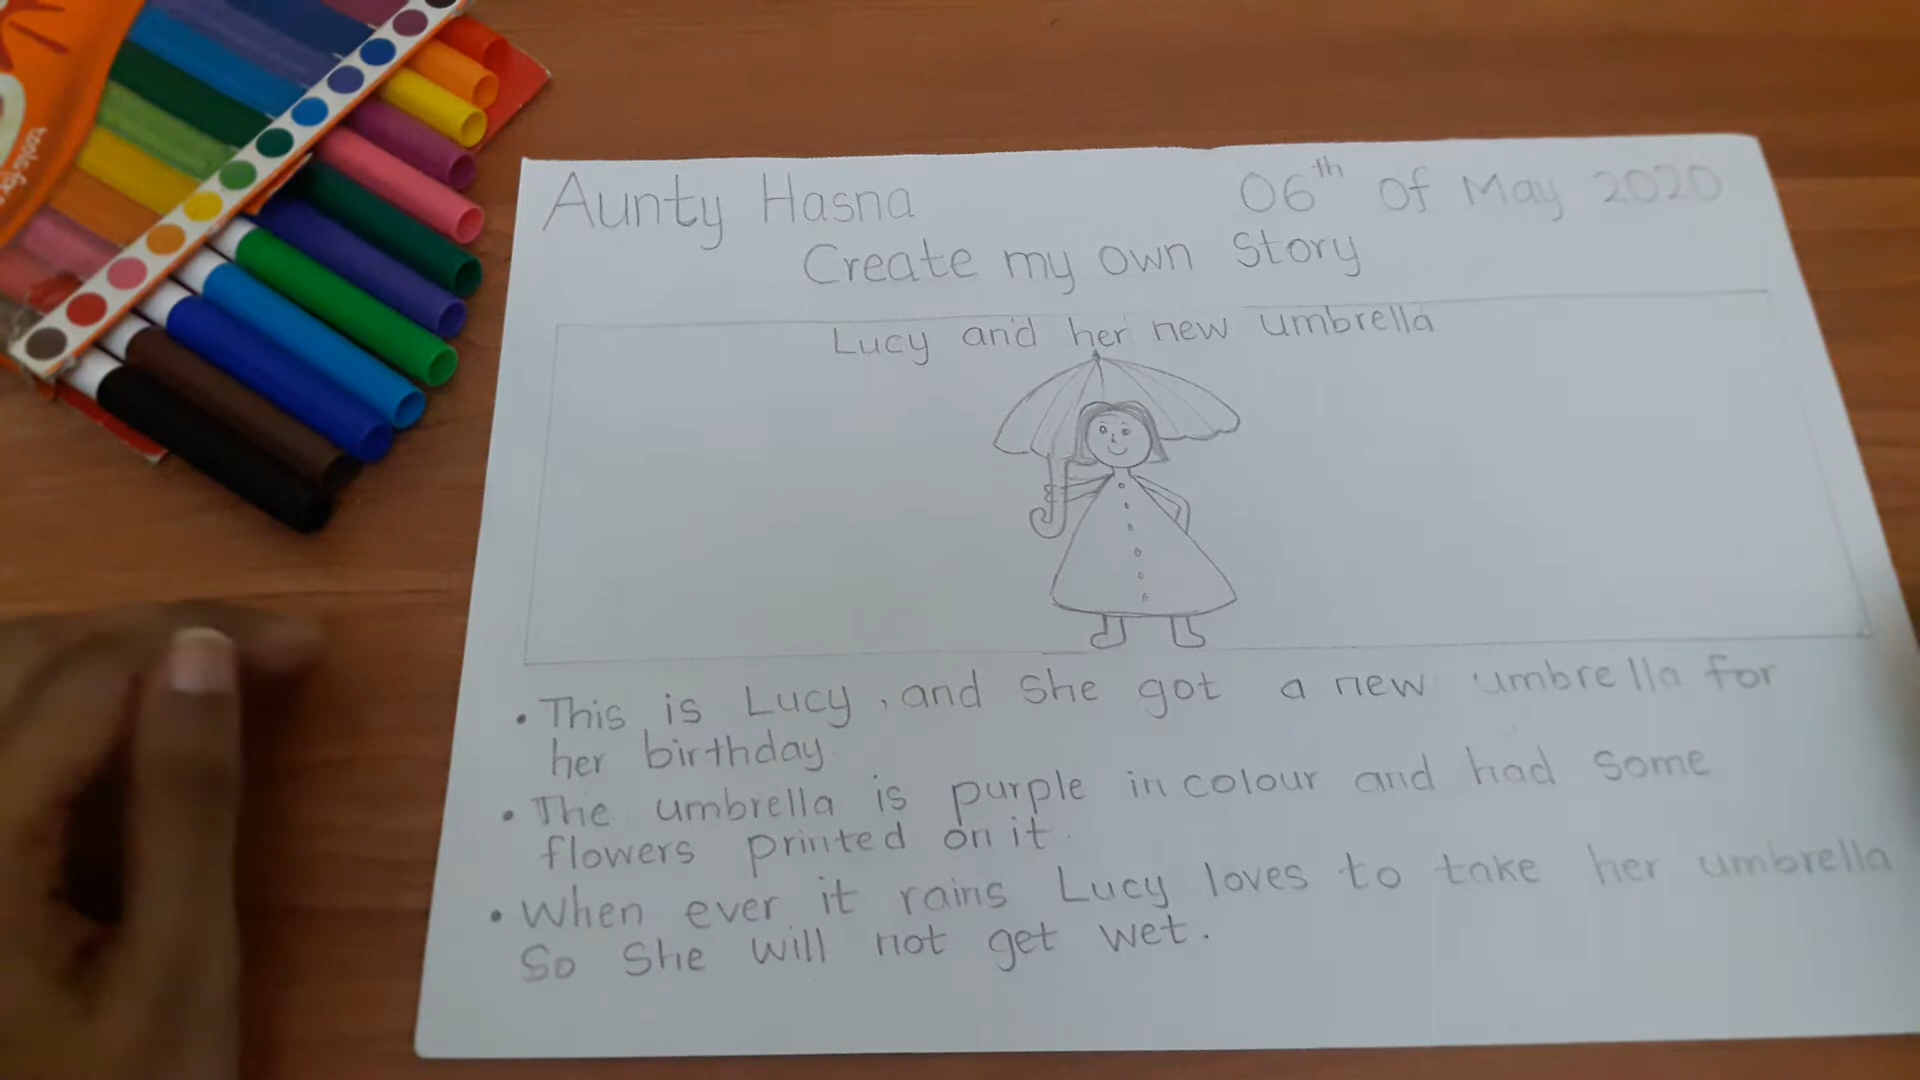 Aunty Hasna 06th Of May 2020
Create my own Story
Lucy and her new umbrella
• This is Lucy, and She got a new umbrella for
her birthday.
• The umbrella is purple in colour and had some
flowers printed on it.
• When ever it rains Lucy loves to take her umbrella
So She will not get wet.